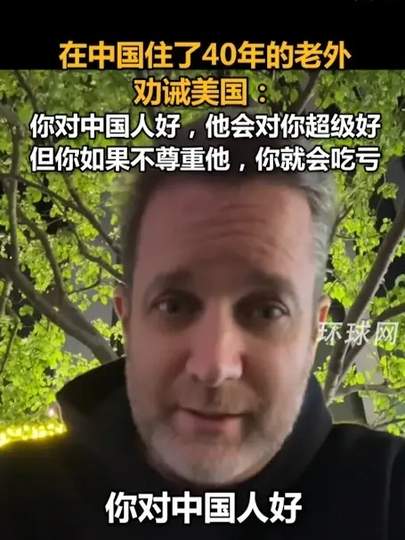 在中国住了40年的老外
劝诫美国：
你对中国人好，他会对你超级好
但你如果不尊重他，你就会吃亏
环球网
你对中国人好